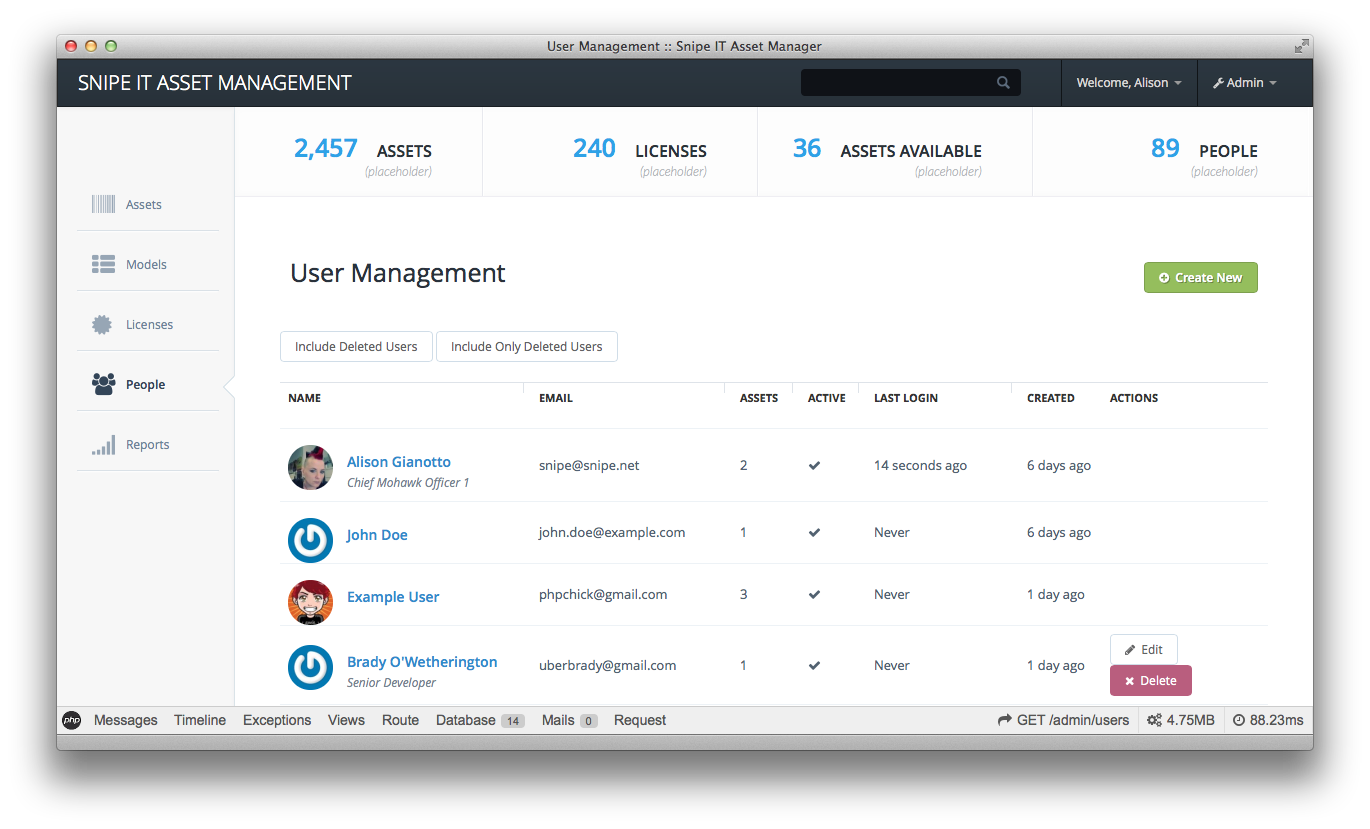 User Management :: Snipe IT Asset Manager
SNIPE IT ASSET MANAGEMENT
Welcome, Alison
Admin
2,457 ASSETS
(placeholder)
240 LICENSES
(placeholder)
36 ASSETS AVAILABLE
(placeholder)
89 PEOPLE
(placeholder)
Assets
Models
Licenses
People
Reports
User Management
Create New
Include Deleted Users
Include Only Deleted Users
NAME EMAIL ASSETS ACTIVE LAST LOGIN CREATED ACTIONS
Alison Gianotto snipe@snipe.net 2 14 seconds ago 6 days ago
Chief Mohawk Officer 1
John Doe john.doe@example.com 1 Never 6 days ago
Example User phpchick@gmail.com 3 Never 1 day ago
Brady O'Wetherington uberbrady@gmail.com 1 Never 1 day ago
Senior Developer
Edit
Delete
php Messages Timeline Exceptions Views Route Database 14 Mails 0 Request GET /admin/users 4.75MB 88.23ms